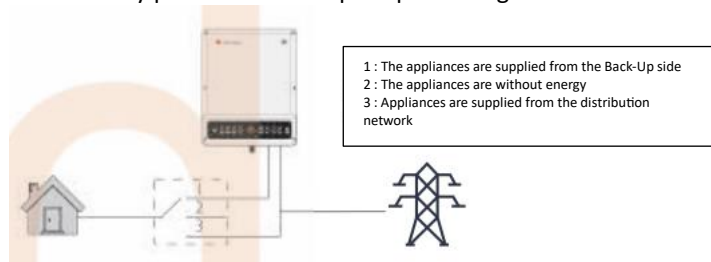 1 : The appliances are supplied from the Back-Up side
2 : The appliances are without energy
3 : Appliances are supplied from the distribution
network
1
2
3